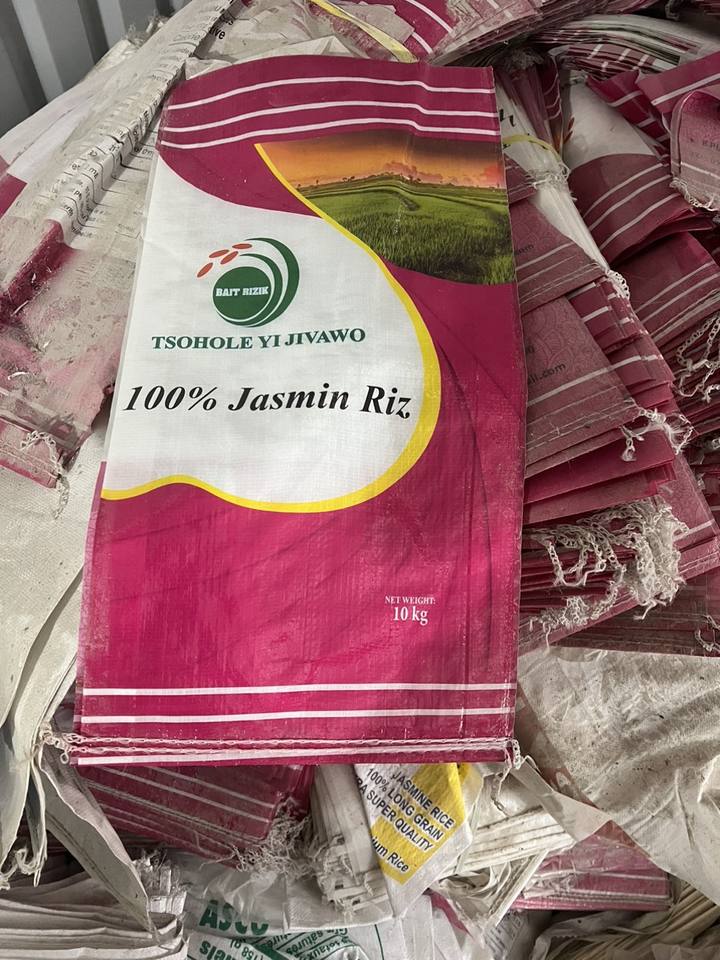 BAIT RIZIK
TSOHOLE YI JIVAWO
100% Jasmin Riz
NET WEIGHT:
10 kg
JASMINE RICE
100% LONG GRAIN
SUPER QUALITY
Rice
ASCO